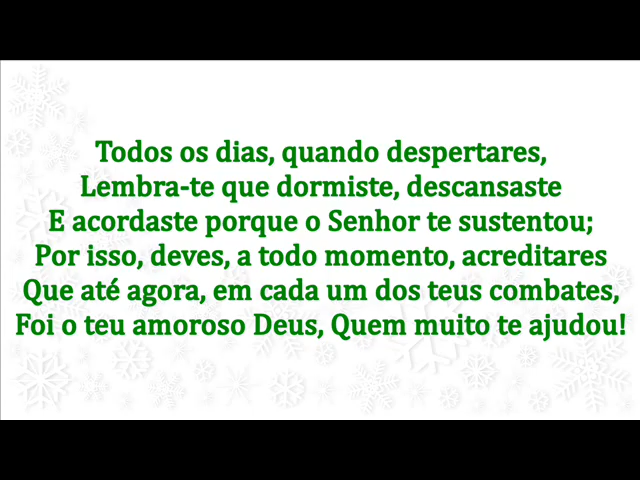 Todos os dias, quando despertares,
Lembra-te que dormiste, descansaste
E acordaste porque o Senhor te sustentou;
Por isso, deves, a todo momento, acreditares
Que até agora, em cada um dos teus combates,
Foi o teu amoroso Deus, Quem muito te ajudou!